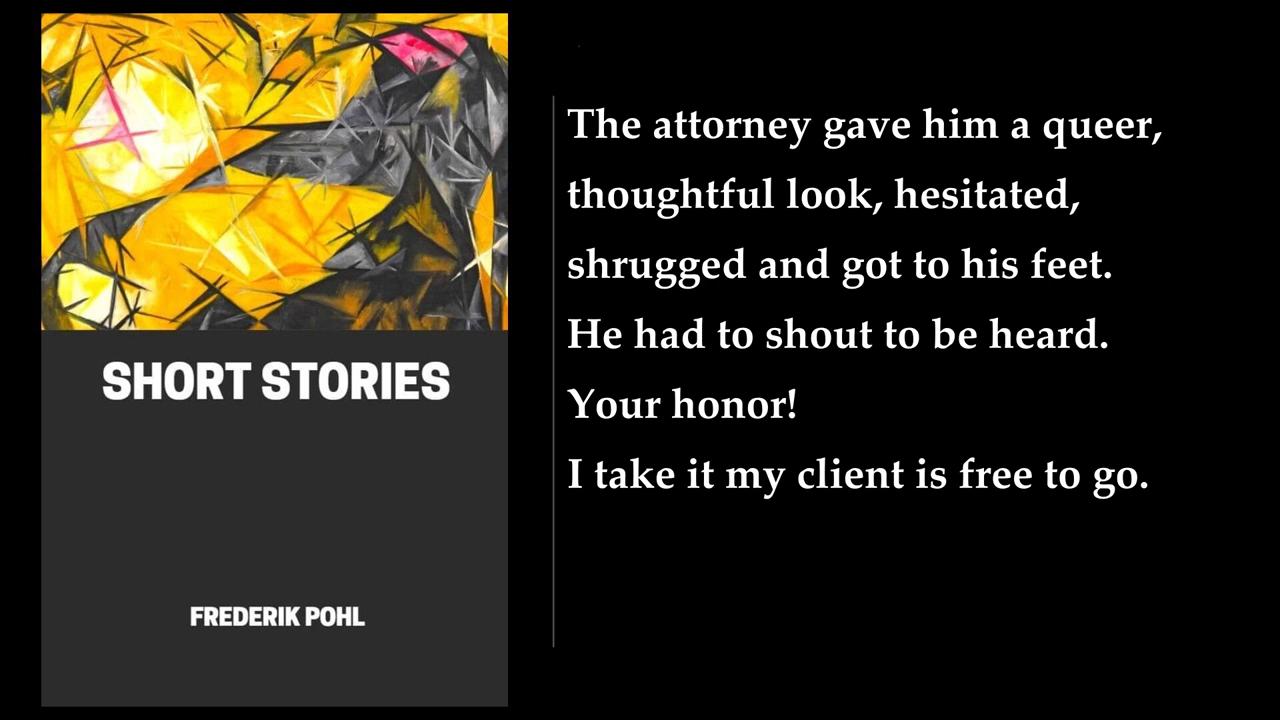 SHORT STORIES
FREDERIK POHL
The attorney gave him a queer,
thoughtful look, hesitated,
shrugged and got to his feet.
He had to shout to be heard.
Your honor!
I take it my client is free to go.